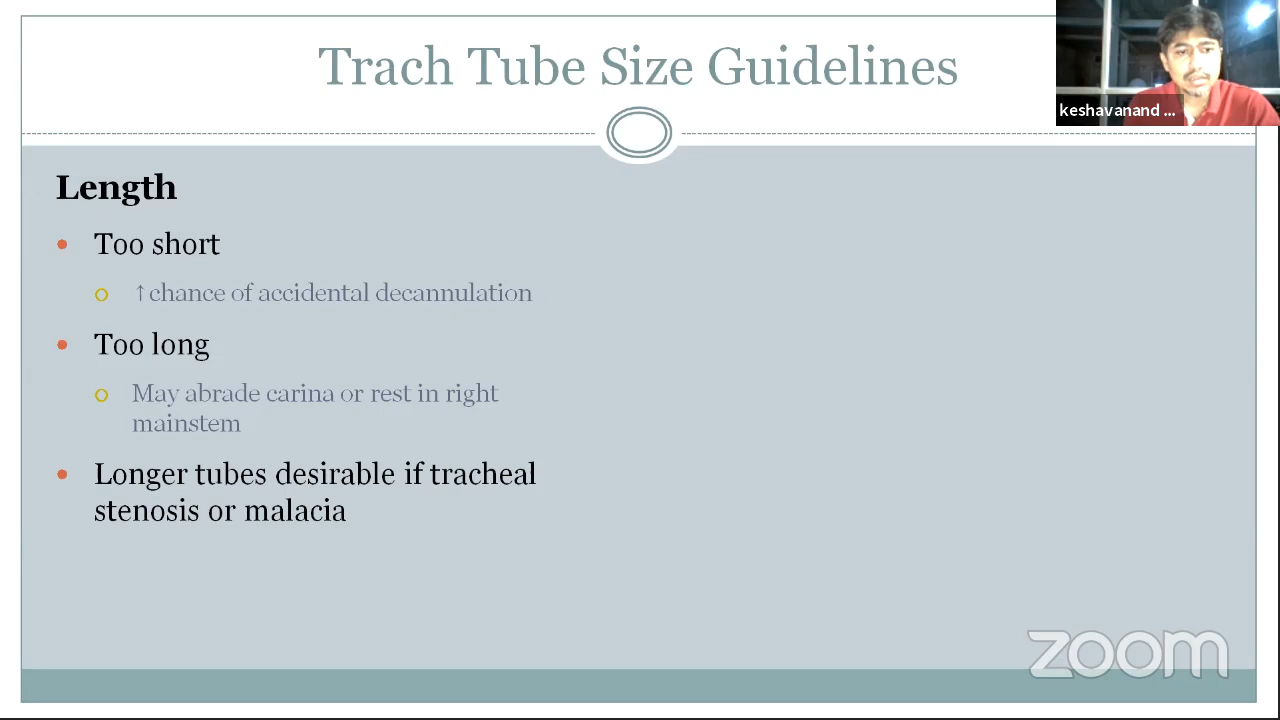 Trach Tube Size Guidelines
keshavanand ...
Length
• Too short
○ ↑chance of accidental decannulation
• Too long
○ May abrade carina or rest in right
mainstem
• Longer tubes desirable if tracheal
stenosis or malacia
zoom